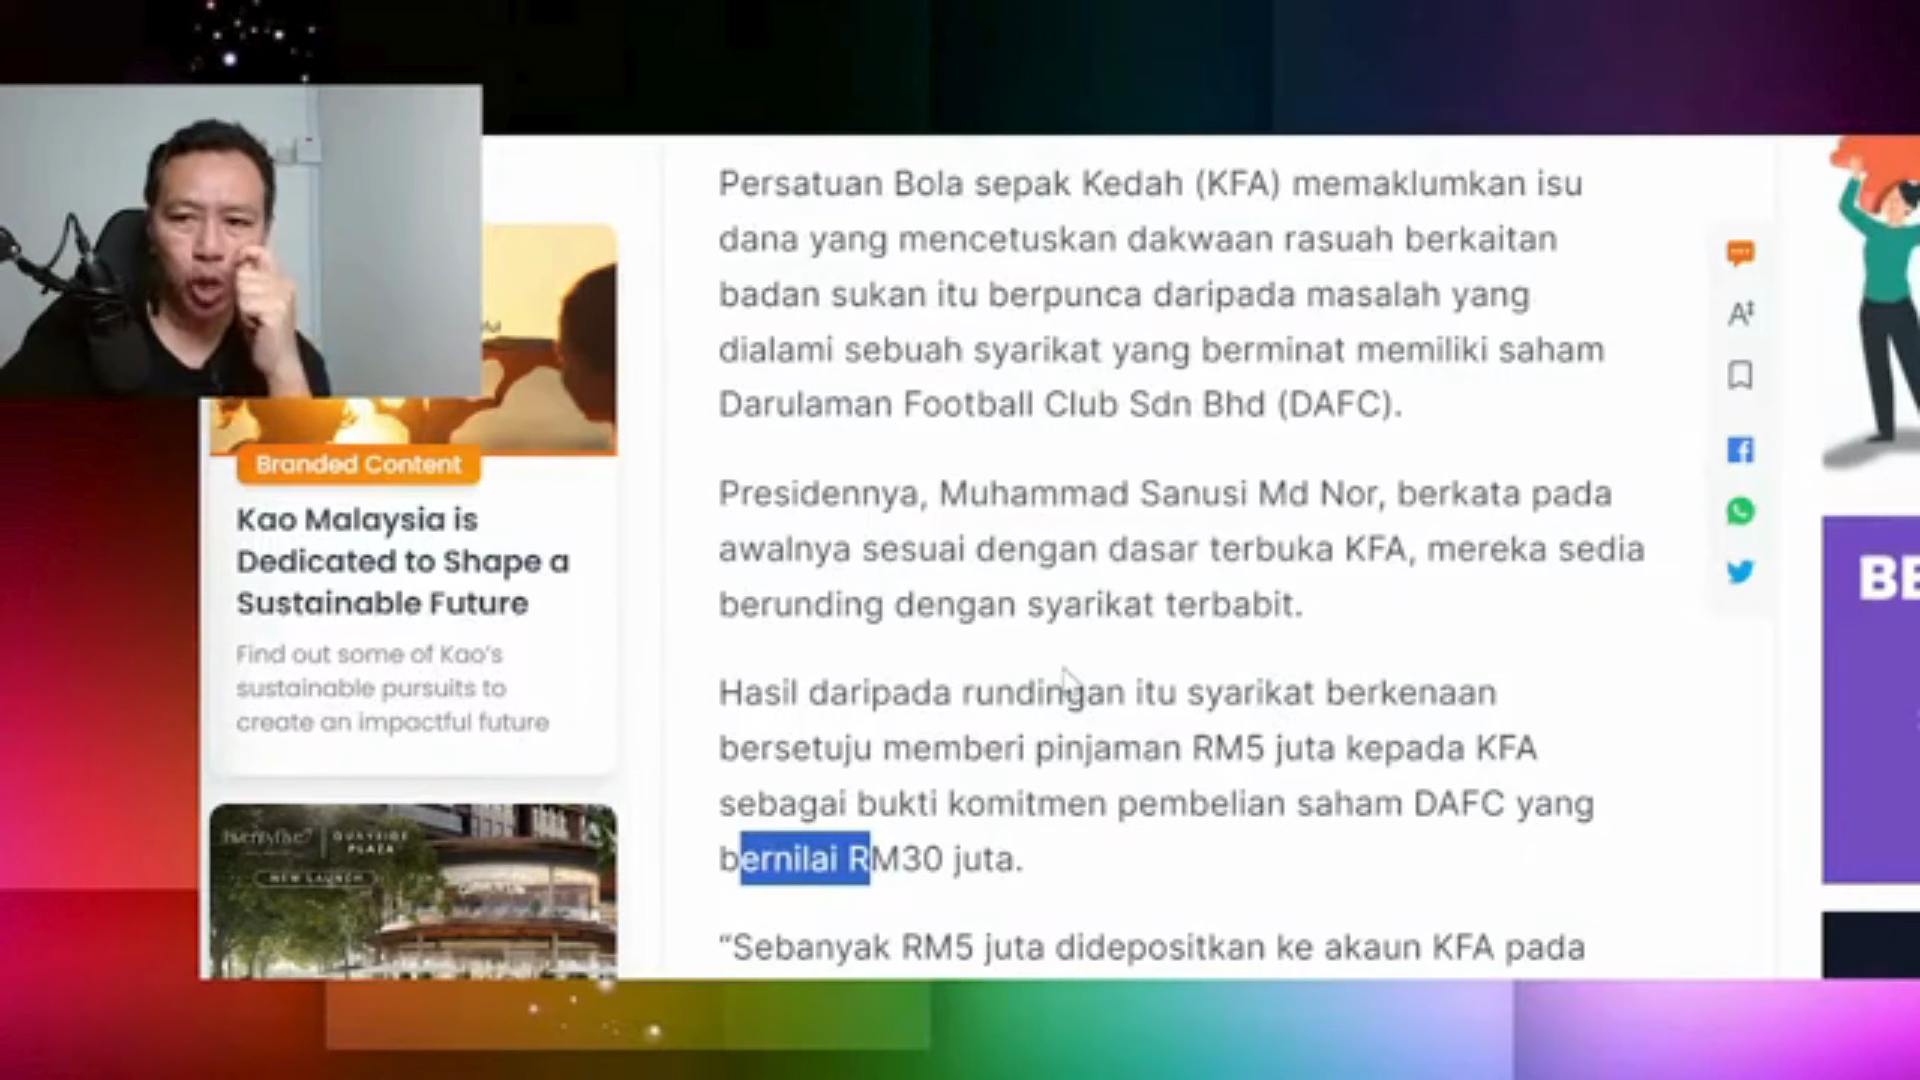 Persatuan Bola sepak Kedah (KFA) memaklumkan isu
dana yang mencetuskan dakwaan rasuah berkaitan
badan sukan itu berpunca daripada masalah yang
dialami sebuah syarikat yang berminat memiliki saham
Darulaman Football Club Sdn Bhd (DAFC).
Presidennya, Muhammad Sanusi Md Nor, berkata pada
awalnya sesuai dengan dasar terbuka KFA, mereka sedia
berunding dengan syarikat terbabit.
Hasil daripada rundingan itu syarikat berkenaan
bersetuju memberi pinjaman RM5 juta kepada KFA
sebagai bukti komitmen pembelian saham DAFC yang
bernilai RM30 juta.
“Sebanyak RM5 juta didepositkan ke akaun KFA pada
Branded Content
Kao Malaysia is
Dedicated to Shape a
Sustainable Future
Find out some of Kao's
sustainable pursuits to
create an impactful future
twentyfive7
QUAYSIDE
PLAZA
NEW LAUNCH
A
BE